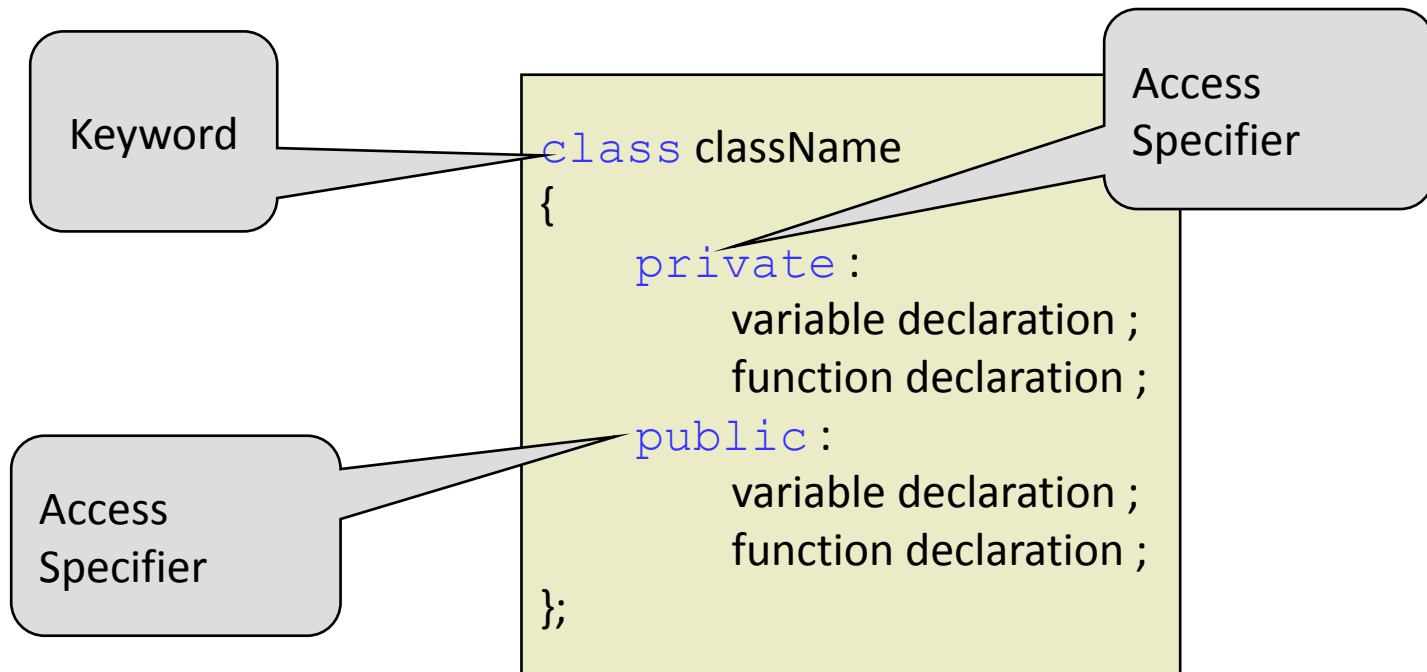 Keyword
Access
Specifier
class className
{
private:
variable declaration ;
function declaration ;
public:
variable declaration ;
function declaration ;
};
Access
Specifier